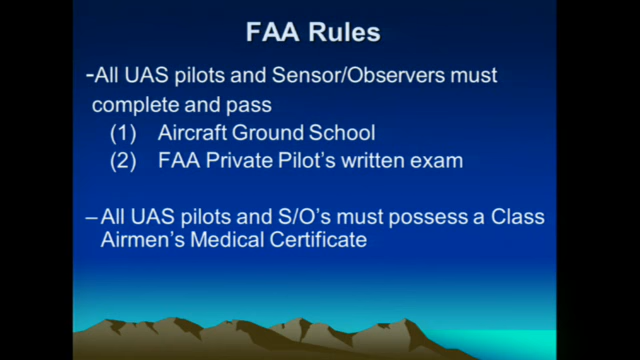 FAA Rules
-All UAS pilots and Sensor/Observers must
complete and pass
(1) Aircraft Ground School
(2) FAA Private Pilot's written exam
–All UAS pilots and S/O's must possess a Class
Airmen's Medical Certificate